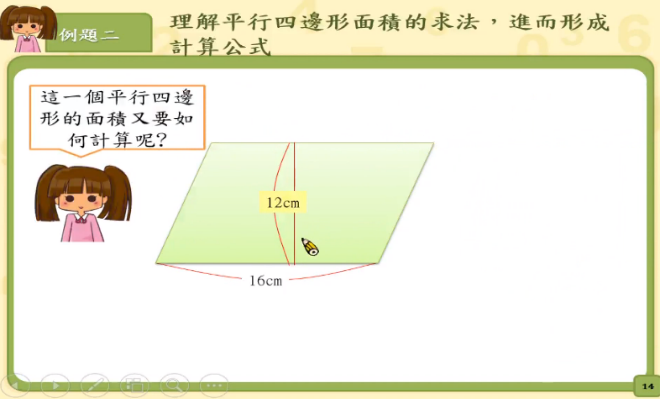 例題二
理解平行四邊形面積的求法，進而形成
計算公式
這一個平行四邊
形的面積又要如
何計算呢?
12cm
16cm
14